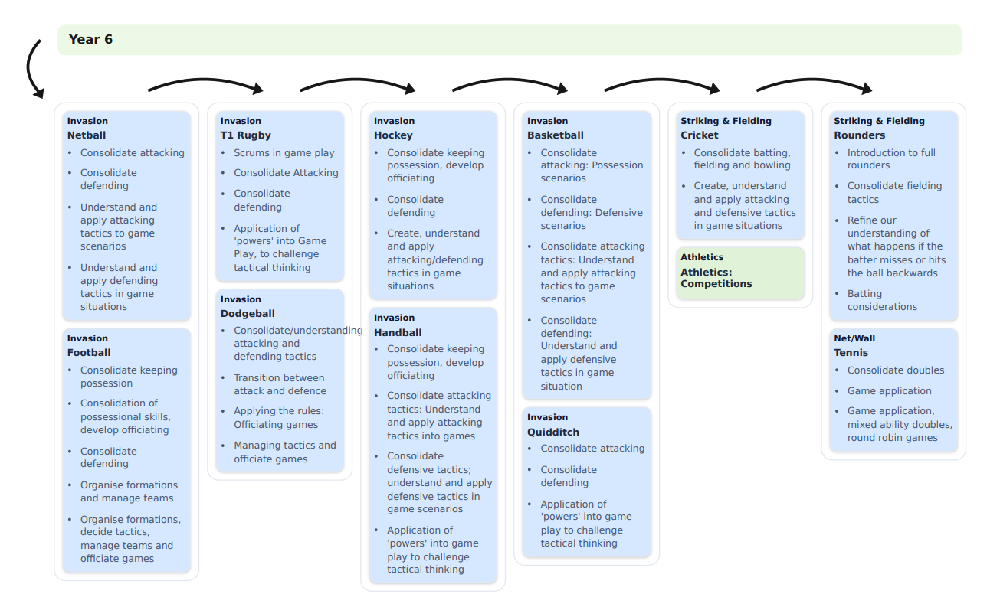 Year 6
Invasion
Netball
• Consolidate attacking
• Consolidate
defending
• Understand and
apply attacking
tactics to game
scenarios
• Understand and
apply defending
tactics in game
situations
Invasion
Football
• Consolidate keeping
possession
• Consolidation of
possessional skills,
develop officiating
• Consolidate
defending
• Organise formations
and manage teams
• Organise formations,
decide tactics,
manage teams and
officiate games
Invasion
T1 Rugby
• Scrums in game play
• Consolidate Attacking
• Consolidate
defending
• Application of
'powers' into Game
Play, to challenge
tactical thinking
Invasion
Dodgeball
• Consolidate/understanding
attacking and
defending tactics
• Transition between
attack and defence
• Applying the rules:
Officiating games
• Managing tactics and
officiate games
Invasion
Hockey
• Consolidate keeping
possession, develop
officiating
• Consolidate
defending
• Create, understand
and apply
attacking/defending
tactics in game
situations
Invasion
Handball
• Consolidate keeping
possession, develop
officiating
• Consolidate attacking
tactics: Understand
and apply attacking
tactics into games
• Consolidate
defensive tactics;
understand and apply
defensive tactics in
game scenarios
• Application of
'powers' into game
play to challenge
tactical thinking
Invasion
Basketball
• Consolidate
attacking: Possession
scenarios
• Consolidate
defending: Defensive
scenarios
• Consolidate attacking
tactics: Understand
and apply attacking
tactics to game
scenarios
• Consolidate
defending:
Understand and
apply defensive
tactics in game
situation
Invasion
Quidditch
• Consolidate attacking
• Consolidate
defending
• Application of
'powers' into game
play to challenge
tactical thinking
Striking & Fielding
Cricket
• Consolidate batting,
fielding and bowling
• Create, understand
and apply attacking
and defensive tactics
in game situations
Athletics
Athletics:
Competitions
Striking & Fielding
Rounders
• Introduction to full
rounders
• Consolidate fielding
tactics
• Refine our
understanding of
what happens if the
batter misses or hits
the ball backwards
• Batting
considerations
Net/Wall
Tennis
• Consolidate doubles
• Game application
• Game application,
mixed ability doubles,
round robin games